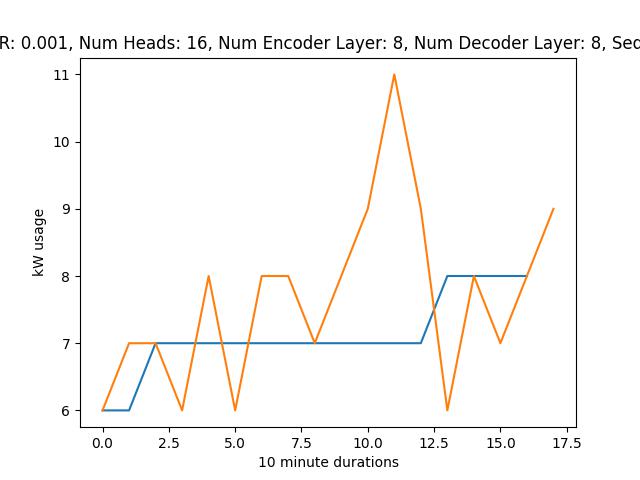 R: 0.001, Num Heads: 16, Num Encoder Layer: 8, Num Decoder Layer: 8, Sec
11
10
9
8
7
6
kW usage
0.0 2.5 5.0 7.5 10.0 12.5 15.0 17.5
10 minute durations